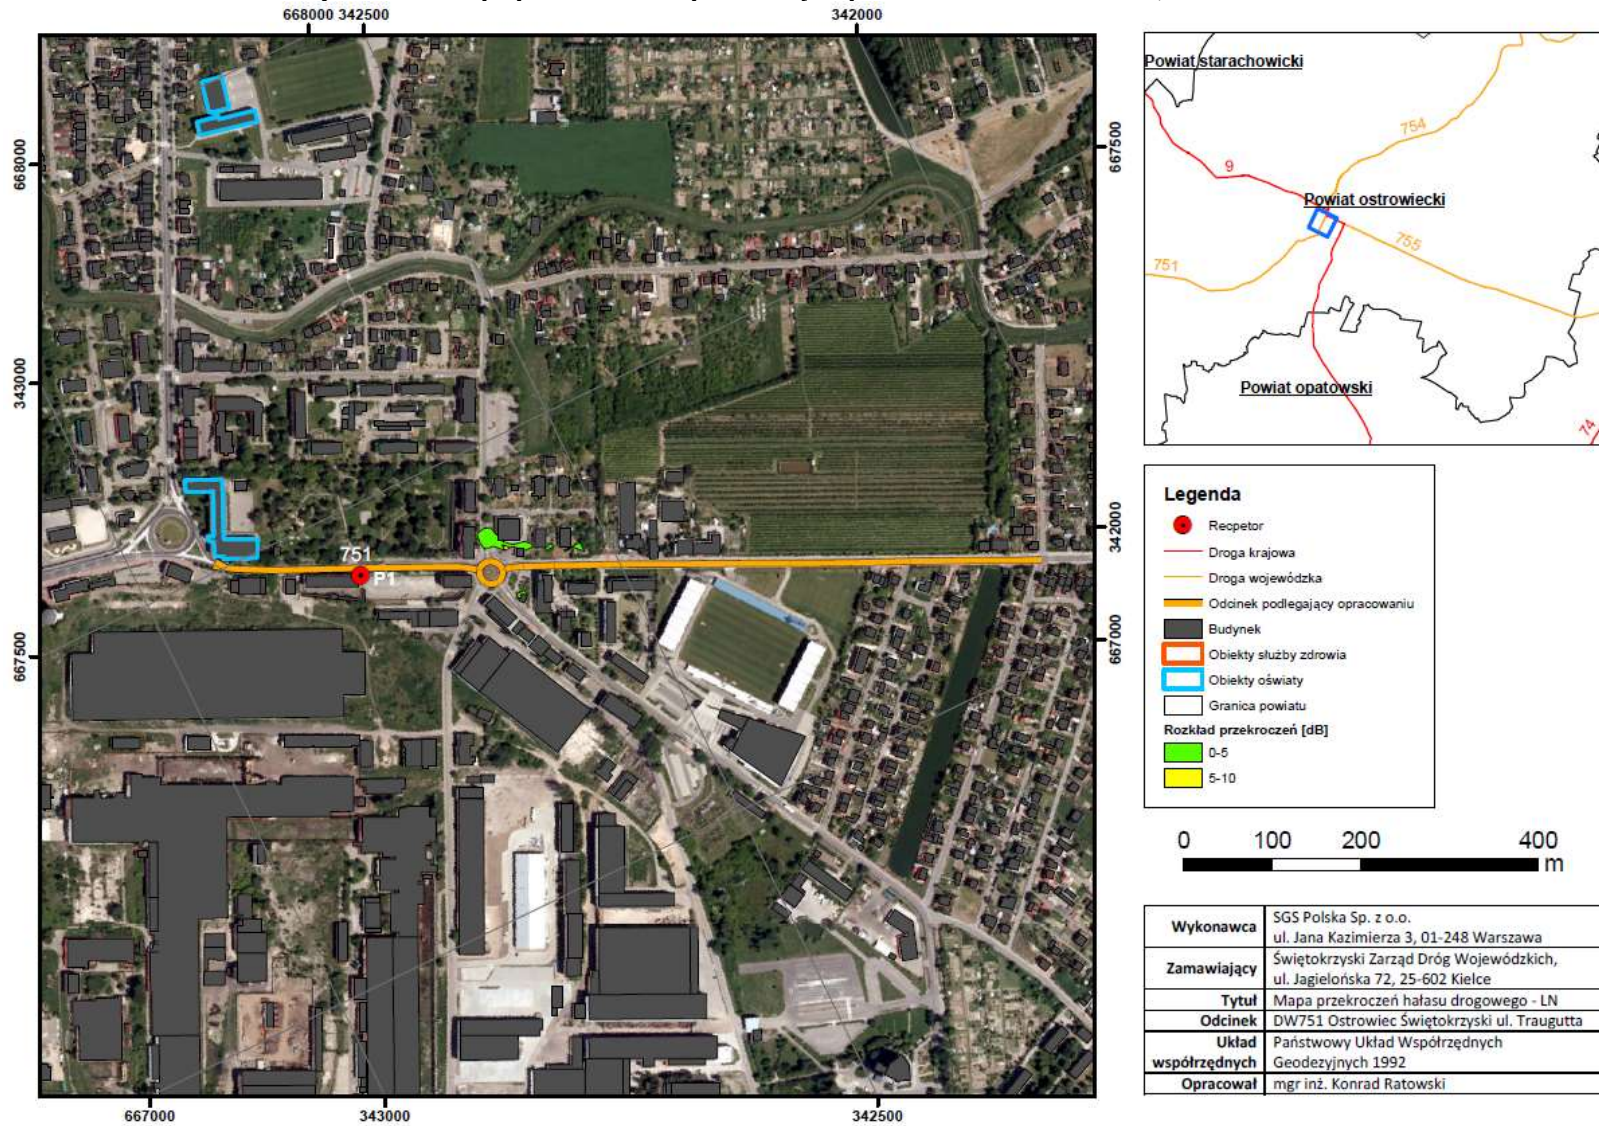 668000 342500
342000
668000
343000
667500
667500
342000
667000
667000
343000
342500
751
P1
Powiat starachowicki
754
9
Powiat ostrowiecki
755
751
Powiat opatowski
74
Legenda
Recpetor
Droga krajowa
Droga wojewódzka
Odcinek podlegający opracowaniu
Budynek
Obiekty służby zdrowia
Obiekty oświaty
Granica powiatu
Rozkład przekroczeń [dB]
0-5
5-10
0 100 200 400
m
Wykonawca SGS Polska Sp. z o.o.
ul. Jana Kazimierza 3, 01-248 Warszawa
Zamawiający Świętokrzyski Zarząd Dróg Wojewódzkich,
ul. Jagielońska 72, 25-602 Kielce
Tytuł Mapa przekroczeń hałasu drogowego - LN
Odcinek DW751 Ostrowiec Świętokrzyski ul. Traugutta
Układ Państwowy Układ Współrzędnych
współrzędnych Geodezyjnych 1992
Opracował mgr inż. Konrad Ratowski